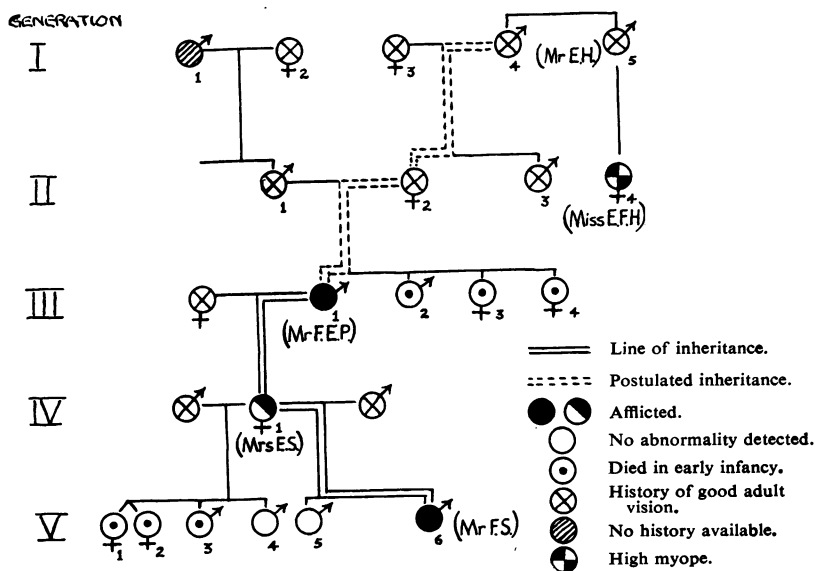 GENERATION
I
1
2
3
4
(Mr E.H.)
5
II
1
2
3
4
(Miss E.F.H)
III
1
2
3
4
(Mr F.E.P.)
Line of inheritance.
Postulated inheritance.
IV
1
Afflicted.
(Mrs E.S.)
No abnormality detected.
Died in early infancy.
History of good adult
vision.
V
1
2
3
4
5
6
(Mr F.S.)
No history available.
High myope.